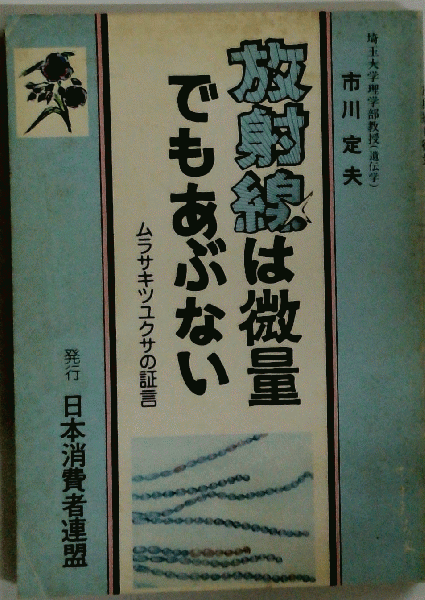 埼玉大学理学部教授(遺伝学)
市川定夫
放射線は微量
でもあぶない
ムラサキツユクサの証言
発行 日本消費者連盟